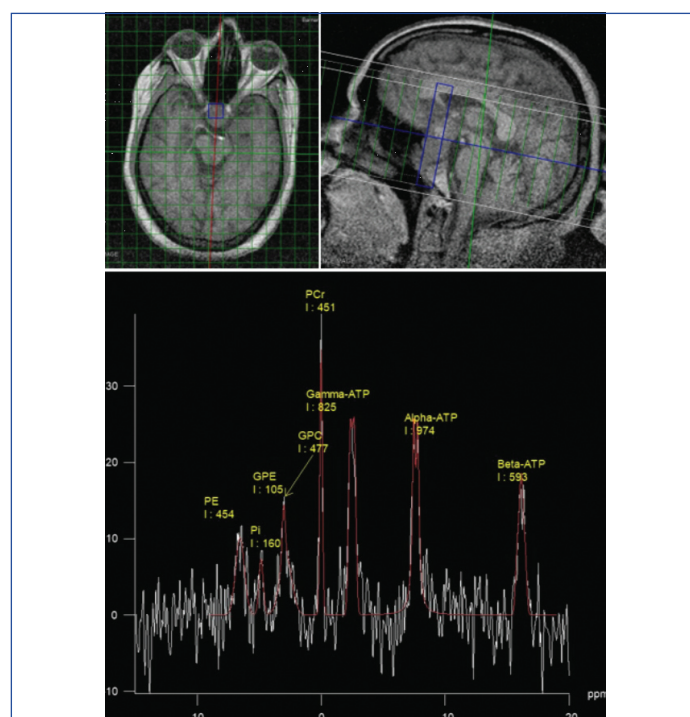 PCr
I : 451
Gamma-ATP
I : 825
Alpha-ATP
I : 974
GPC
I : 477
Beta-ATP
I : 593
GPE
I : 105
PE
I : 454
Pi
I : 160
30
20
10
0
10
10
0
10
20
ppm